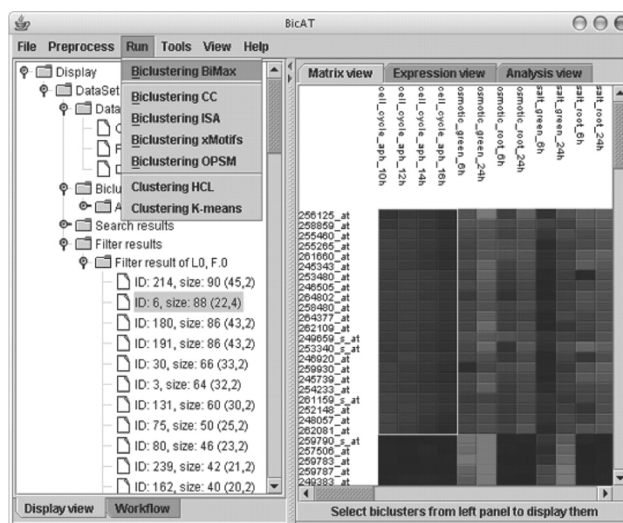 BicAT
File Preprocess Run Tools View Help
Display
DataSet
Data
Biclu
Search results
Filter results
Filter result of L0, F.0
ID: 214, size: 90 (45,2)
ID: 6, size: 88 (22,4)
ID: 180, size: 86 (43,2)
ID: 191, size: 86 (43,2)
ID: 30, size: 66 (33,2)
ID: 3, size: 64 (32,2)
ID: 131, size: 60 (30,2)
ID: 75, size: 50 (25,2)
ID: 80, size: 46 (23,2)
ID: 239, size: 42 (21,2)
ID: 162, size: 40 (20,2)
Biclustering BiMax
Biclustering CC
Biclustering ISA
Biclustering xMotifs
Biclustering OPSM
Clustering HCL
Clustering K-means
Display view Workflow
Matrix view Expression view Analysis view
cell_cycle_aph_10h
cell_cycle_aph_12h
cell_cycle_aph_14h
cell_cycle_aph_16h
osmotic_green_6h
osmotic_green_24h
osmotic_root_6h
osmotic_root_24h
salt_green_6h
salt_green_24h
salt_root_6h
salt_root_24h
256125_at
258859_at
255460_at
255265_at
261660_at
245343_at
253480_at
246505_at
264802_at
258480_at
264377_at
262109_at
249659_s_at
253340_s_at
246920_at
259930_at
245739_at
254233_at
261159_s_at
252148_at
248057_at
262081_at
259790_s_at
257506_at
259783_at
259787_at
249383_at
Select biclusters from left panel to display them